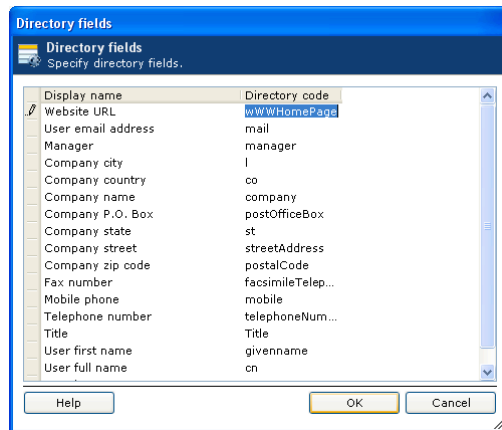 Directory fields
Directory fields
Specify directory fields.
Display name Directory code
Website URL wWWHomePage
User email address mail
Manager manager
Company city l
Company country co
Company name company
Company P.O. Box postOfficeBox
Company state st
Company street streetAddress
Company zip code postalCode
Fax number facsimileTelep...
Mobile phone mobile
Telephone number telephoneNum...
Title Title
User first name givenname
User full name cn
Help OK Cancel